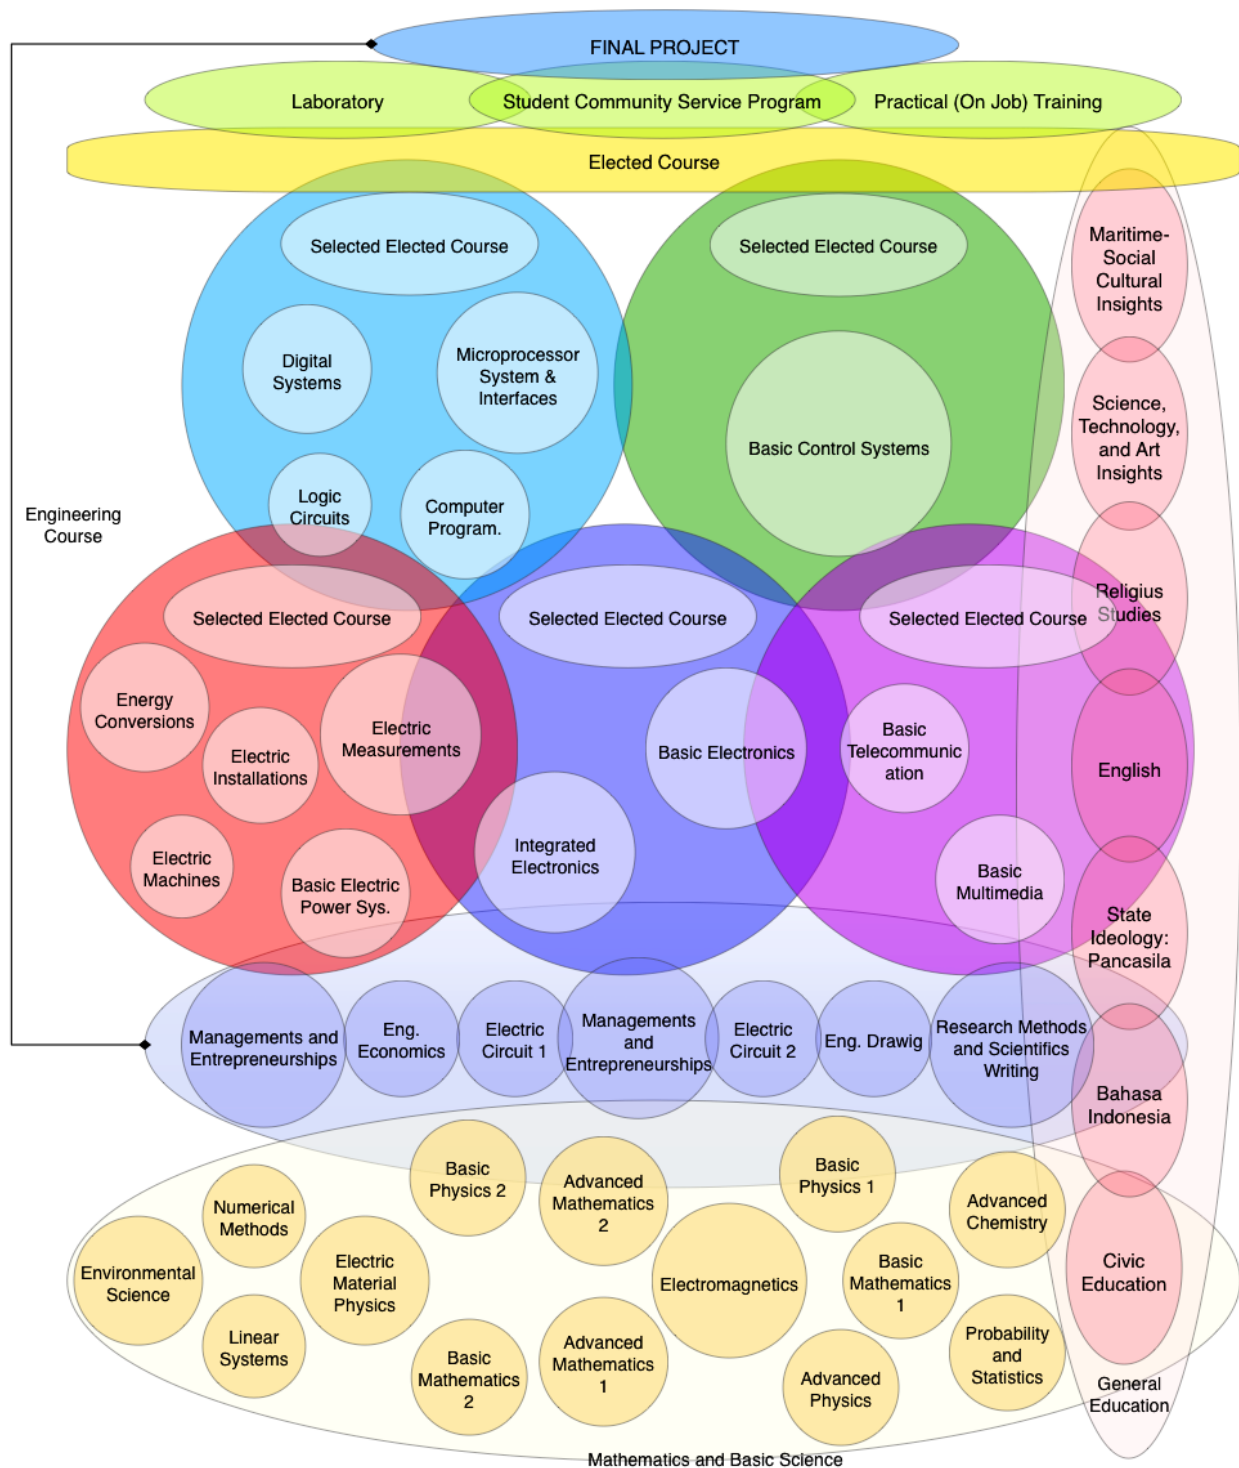 FINAL PROJECT
Laboratory
Student Community Service Program
Practical (On Job) Training
Elected Course
Selected Elected Course
Selected Elected Course
Maritime-
Social
Cultural
Insights
Digital
Systems
Microprocessor
System &
Interfaces
Basic Control Systems
Science,
Technology,
and Art
Insights
Logic
Circuits
Computer
Program.
Engineering
Course
Selected Elected Course
Selected Elected Course
Selected Elected Course
Religius
Studies
Energy
Conversions
Electric
Installations
Electric
Measurements
Basic Electronics
Basic
Telecommunic
ation
English
Electric
Machines
Basic Electric
Power Sys.
Integrated
Electronics
Basic
Multimedia
State
Ideology:
Pancasila
Managements and
Entrepreneurships
Eng.
Economics
Electric
Circuit 1
Managements
and
Entrepreneurships
Electric
Circuit 2
Eng. Drawig
Research Methods
and Scientifics
Writing
Bahasa
Indonesia
Basic
Physics 2
Advanced
Mathematics
2
Basic
Physics 1
Advanced
Chemistry
Numerical
Methods
Environmental
Science
Electric
Material
Physics
Electromagnetics
Basic
Mathematics
1
Civic
Education
Linear
Systems
Basic
Mathematics
2
Advanced
Mathematics
1
Advanced
Physics
Probability
and
Statistics
General
Education
Mathematics and Basic Science